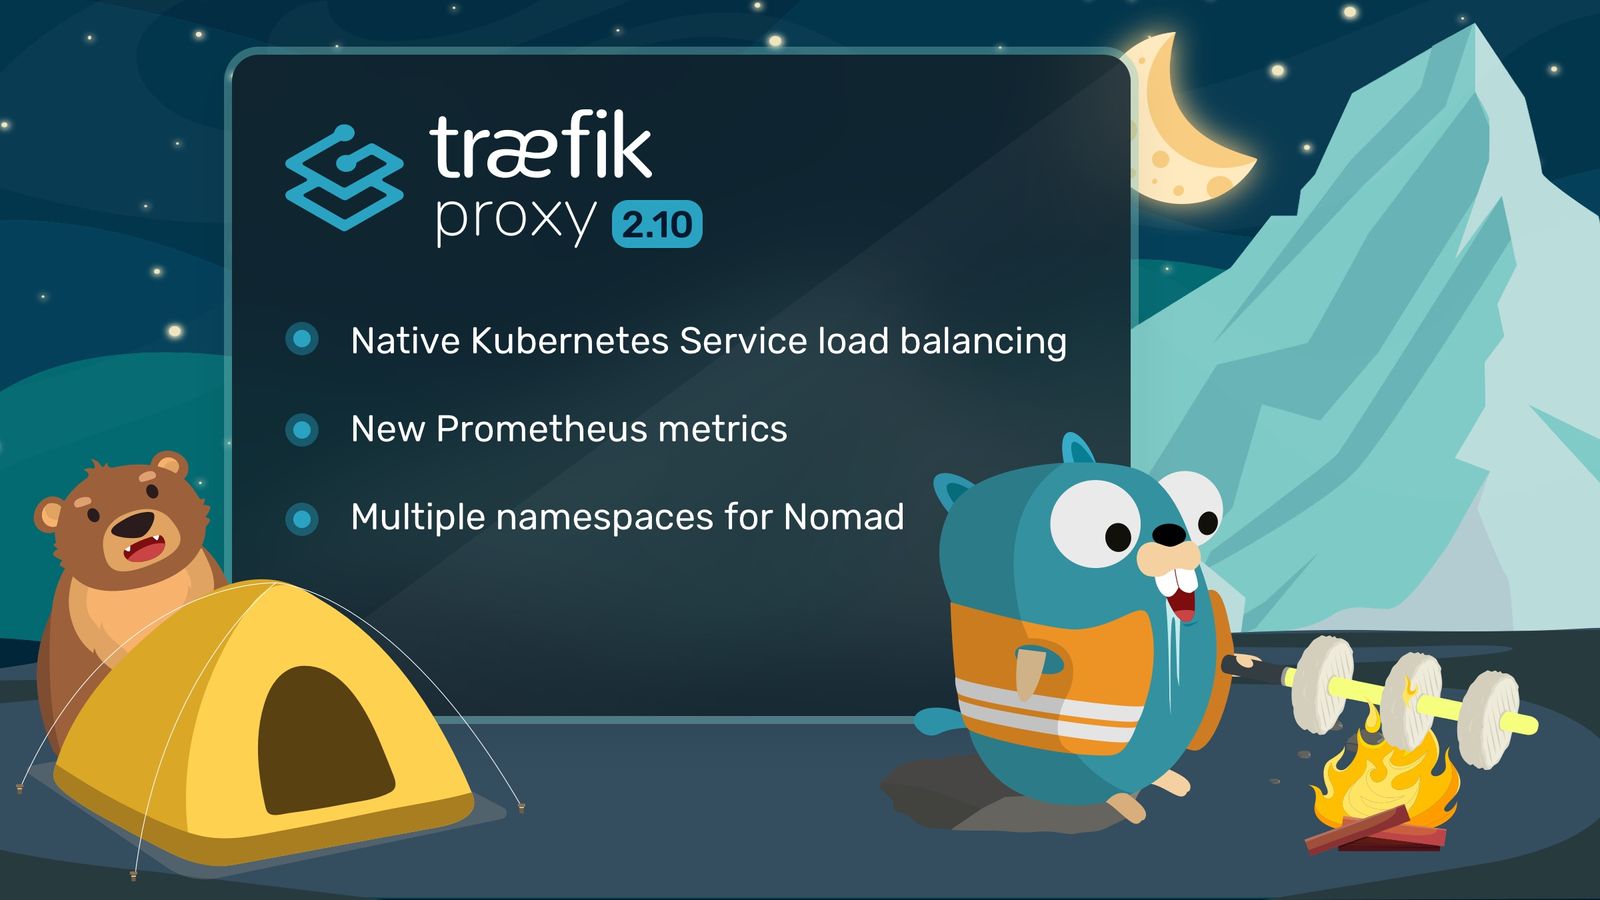 træfik
proxy 2.10
Native Kubernetes Service load balancing
New Prometheus metrics
Multiple namespaces for Nomad